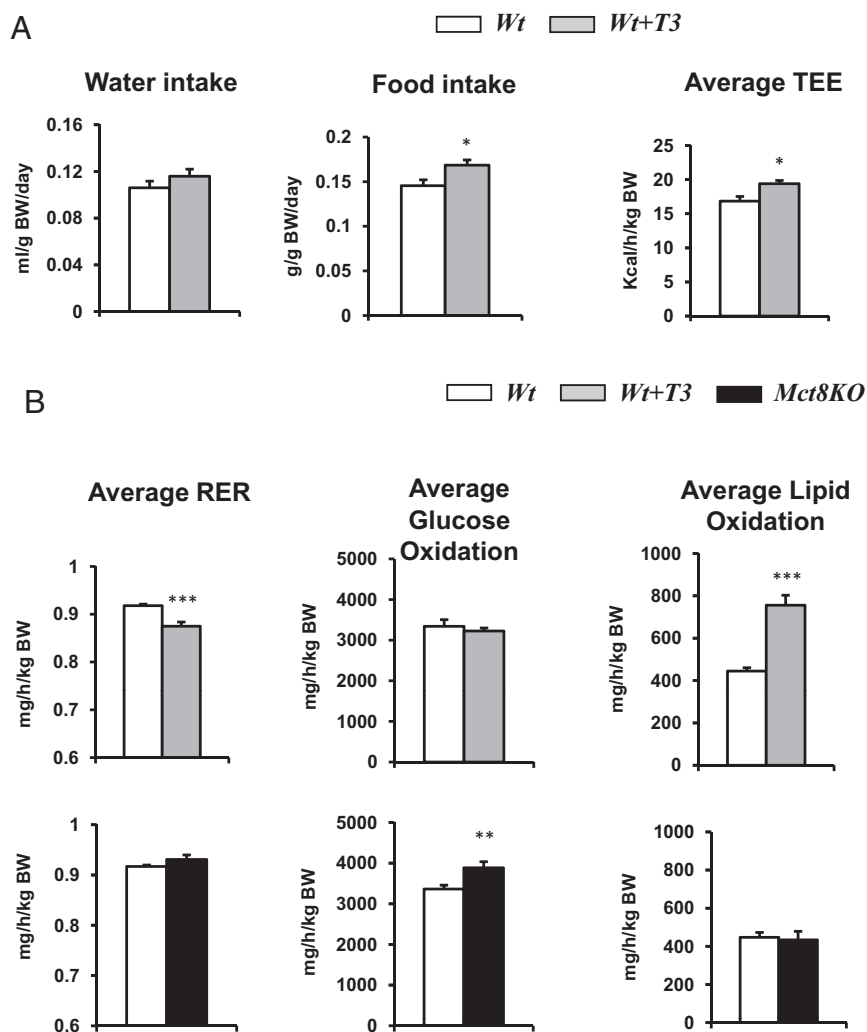 A
Wt Wt+T3
Water intake
Food intake
Average TEE
ml/g BW/day
0.16
0.12
0.08
0.04
0
g/g BW/day
0.2
0.15
0.1
0.05
0
*
Kcal/h/kg BW
25
20
15
10
5
0
*
B
Wt Wt+T3 Mct8KO
Average RER
Average
Glucose
Oxidation
Average Lipid
Oxidation
mg/h/kg BW
1
0.9
0.8
0.7
0.6
***
mg/h/kg BW
5000
4000
3000
2000
1000
0
mg/h/kg BW
1000
800
600
400
200
0
***
mg/h/kg BW
1
0.9
0.8
0.7
0.6
mg/h/kg BW
5000
4000
3000
2000
1000
0
**
mg/h/kg BW
1000
800
600
400
200
0